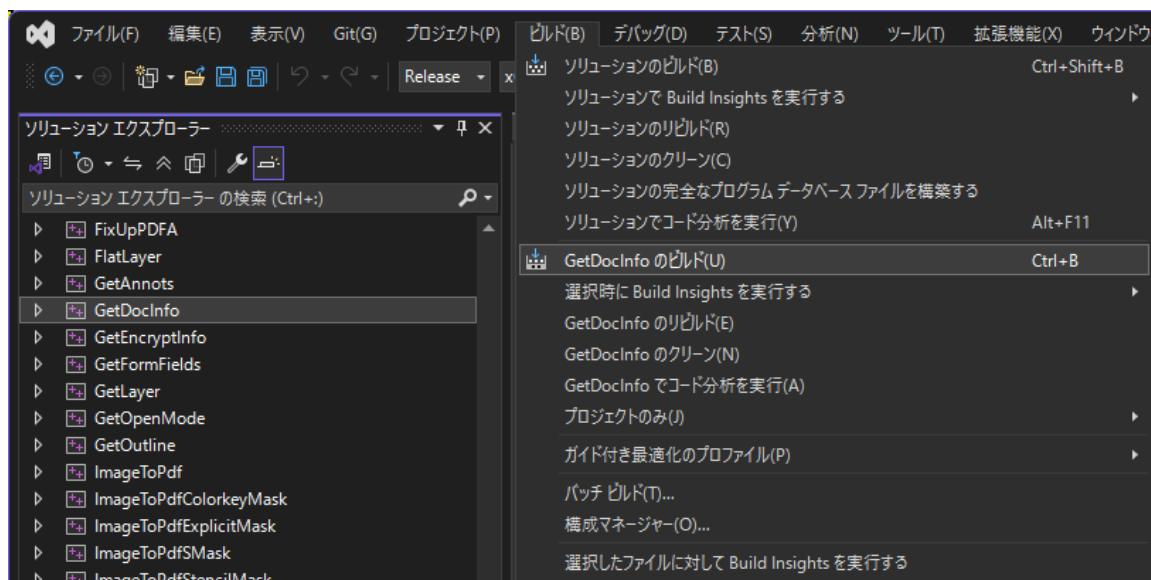 ファイル(F) 編集(E) 表示(V) Git(G) プロジェクト(P) ビルド(B) デバッグ(D) テスト(S) 分析(N) ツール(T) 拡張機能(X) ウィンドウ
Release
ソリューション エクスプローラー
ソリューション エクスプローラー の検索 (Ctrl+:)
FixUpPDFA
FlatLayer
GetAnnots
GetDocInfo
GetEncryptInfo
GetFormFields
GetLayer
GetOpenMode
GetOutline
ImageToPdf
ImageToPdfColorkeyMask
ImageToPdfExplicitMask
ImageToPdfSMask
ImageToPdfStencilMask
ソリューションのビルド(B) Ctrl+Shift+B
ソリューションで Build Insights を実行する
ソリューションのリビルド(R)
ソリューションのクリーン(C)
ソリューションの完全なプログラム データベース ファイルを構築する
ソリューションでコード分析を実行(Y) Alt+F11
GetDocInfo のビルド(U) Ctrl+B
選択時に Build Insights を実行する
GetDocInfo のリビルド(E)
GetDocInfo のクリーン(N)
GetDocInfo でコード分析を実行(A)
プロジェクトのみ(J)
ガイド付き最適化のプロファイル(P)
バッチ ビルド(T)...
構成マネージャー(O)...
選択したファイルに対して Build Insights を実行する